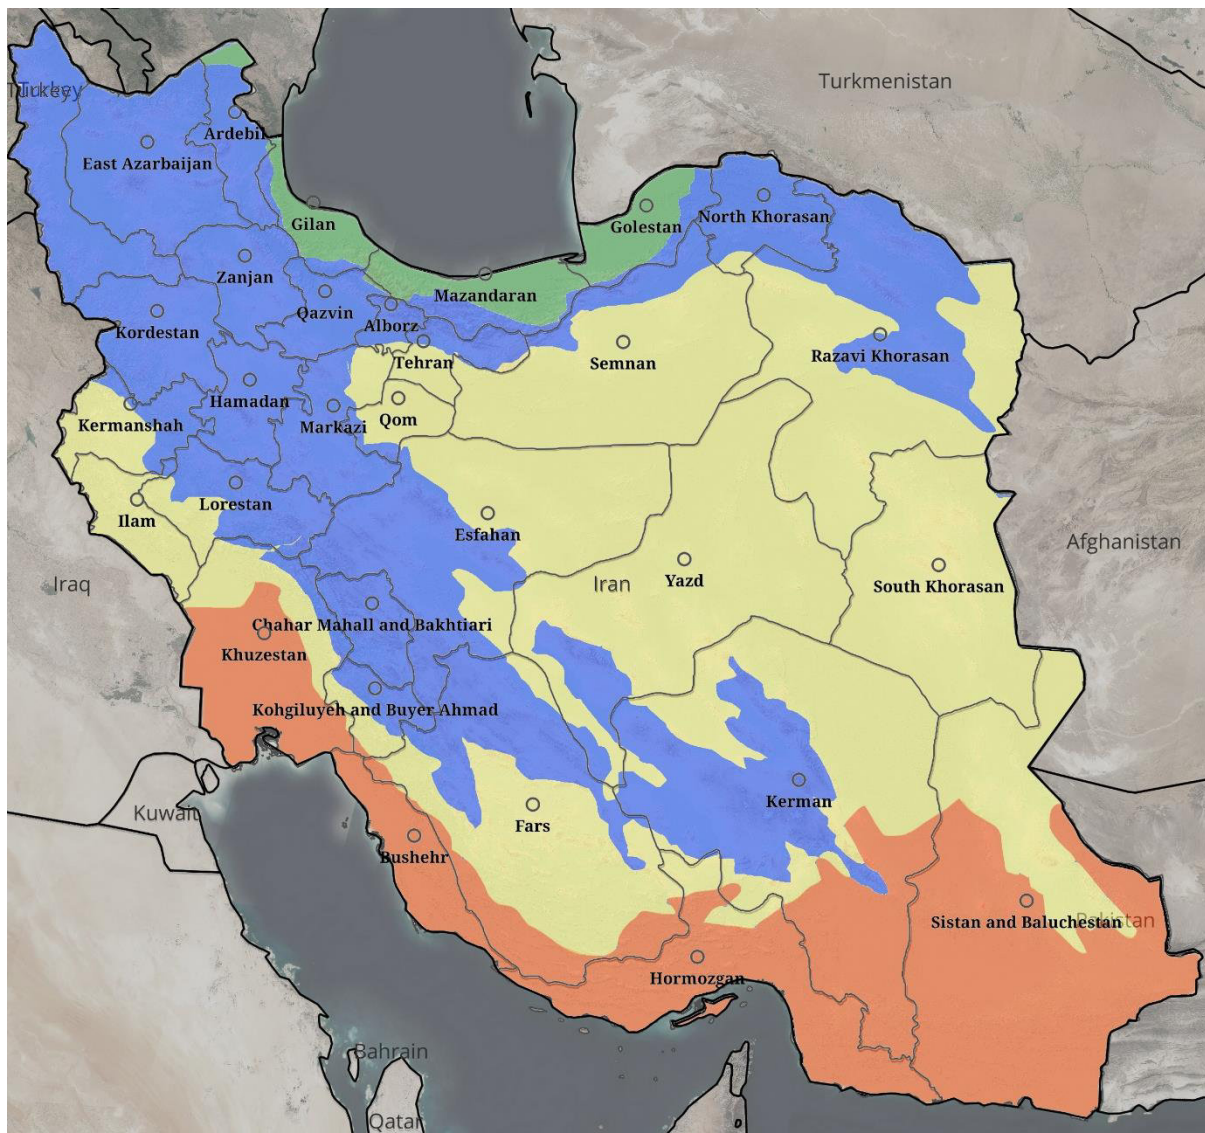 Turkmenistan
Turkey
Ardebil
East Azarbaijan
North Khorasan
Gilan
Golestan
Zanjan
Mazandaran
Qazvin
Kordestan
Alborz
Tehran
Semnan
Razavi Khorasan
Hamadan
Kermanshah
Markazi
Qom
Lorestan
Ilam
Esfahan
Afghanistan
Iraq
Iran
Yazd
South Khorasan
Chahar Mahall and Bakhtiari
Khuzestan
Kohgiluyeh and Buyer Ahmad
Kerman
Kuwait
Fars
Bushehr
Sistan and Baluchestan
Pakistan
Hormozgan
Bahrain
Qatar